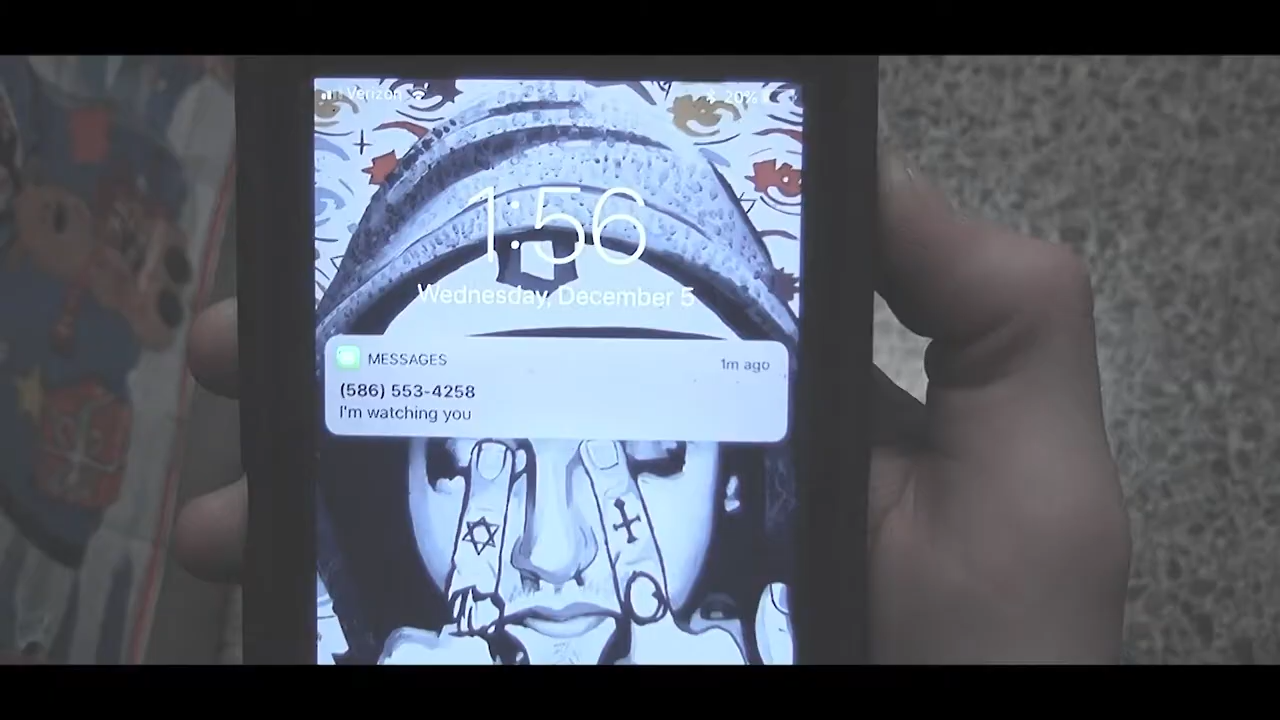 Verizon
20%
1:56
Wednesday, December 5
MESSAGES
1m ago
(586) 553-4258
I'm watching you